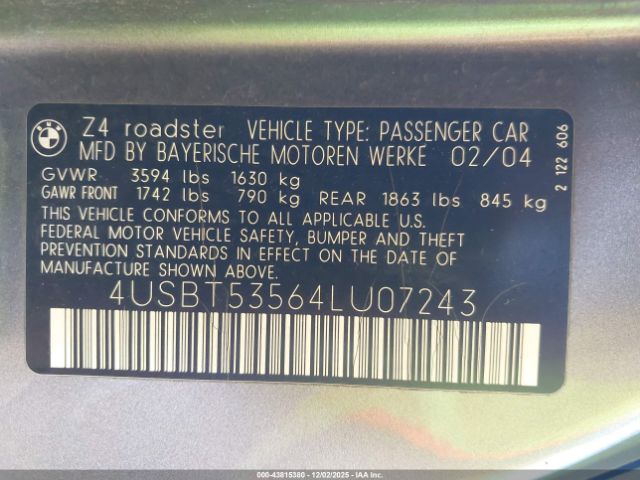 BMW
Z4 roadster VEHICLE TYPE: PASSENGER CAR
MFD BY BAYERISCHE MOTOREN WERKE 02/04
GVWR 3594 lbs 1630 kg
GAWR FRONT 1742 lbs 790 kg REAR 1863 lbs 845 kg
THIS VEHICLE CONFORMS TO ALL APPLICABLE U.S.
FEDERAL MOTOR VEHICLE SAFETY, BUMPER AND THEFT
PREVENTION STANDARDS IN EFFECT ON THE DATE OF
MANUFACTURE SHOWN ABOVE.
4USBT53564LU07243
2 122 606
000-43815380 - 12/02/2025 - COPART